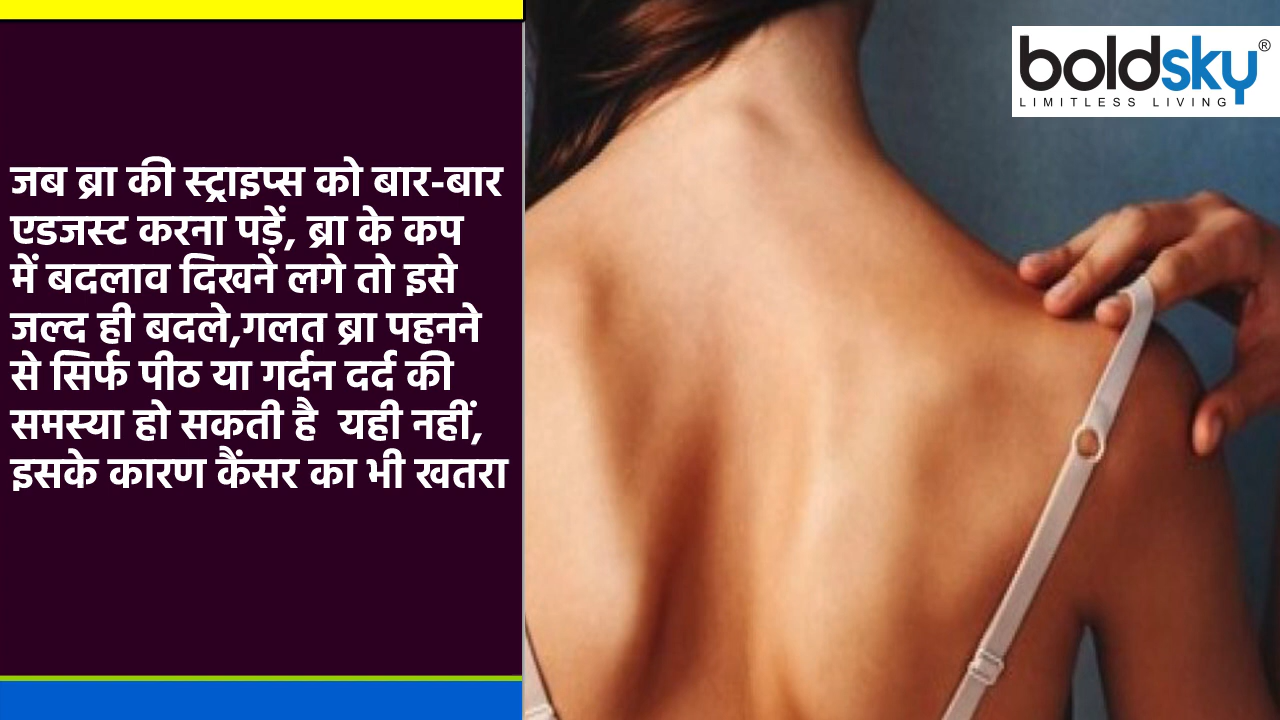 जब ब्रा की स्ट्राइप्स को बार-बार
एडजस्ट करना पड़ें, ब्रा के कप
में बदलाव दिखने लगे तो इसे
जल्द ही बदले,गलत ब्रा पहनने
से सिर्फ पीठ या गर्दन दर्द की
समस्या हो सकती है  यही नहीं,
इसके कारण कैंसर का भी खतरा
boldsky®
LIMITLESS LIVING